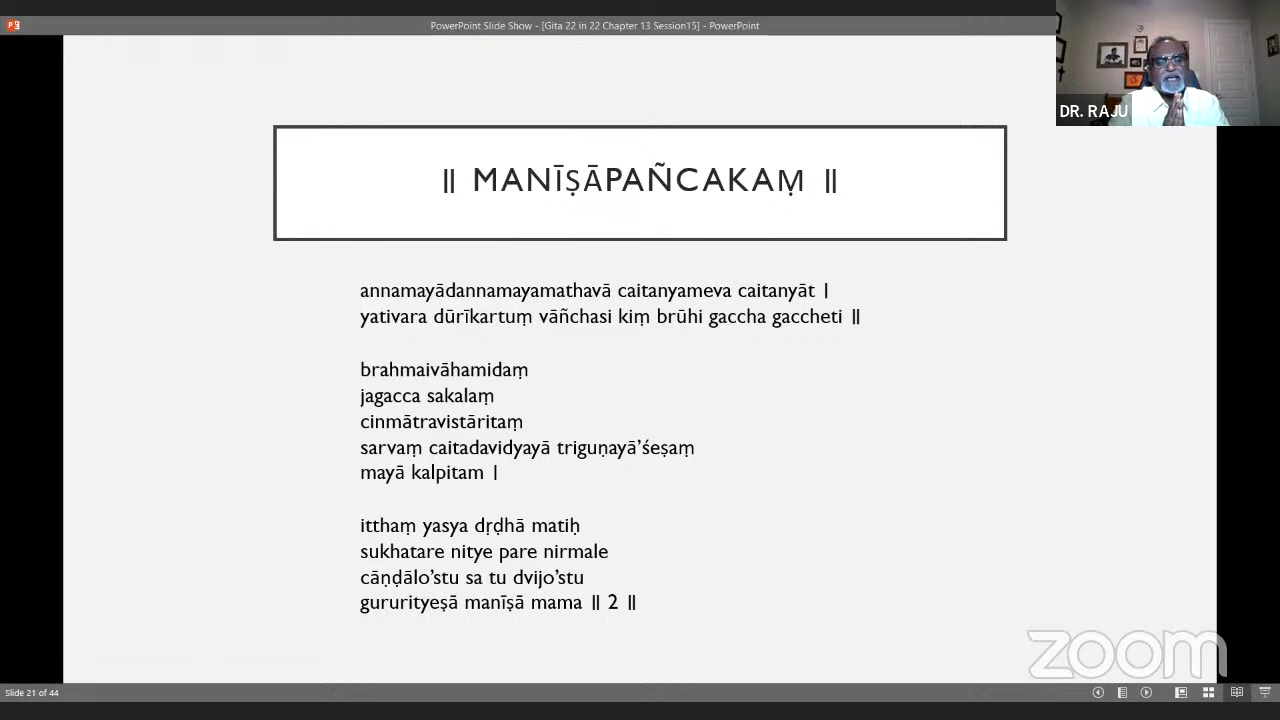 PowerPoint Slide Show - [Gita 22 in 22 Chapter 13 Session15] - PowerPoint
DR. RAJU
॥ MANĪṢĀPAÑCAKAṂ ॥
annamayādannamayamathavā caitanyameva caitanyāt ।
yativara dūrīkartuṃ vāñchasi kiṃ brūhi gaccha gaccheti ॥
brahmaivāhamidaṃ
jagacca sakalaṃ
cinmātravistāritaṃ
sarvaṃ caitadavidyayā triguṇayā’śeṣaṃ
mayā kalpitam ।
itthaṃ yasya dṛḍhā matiḥ
sukhatare nitye pare nirmale
cāṇḍālo’stu sa tu dvijo’stu
gururityeṣā manīṣā mama ॥ 2 ॥
zoom
Slide 21 of 44